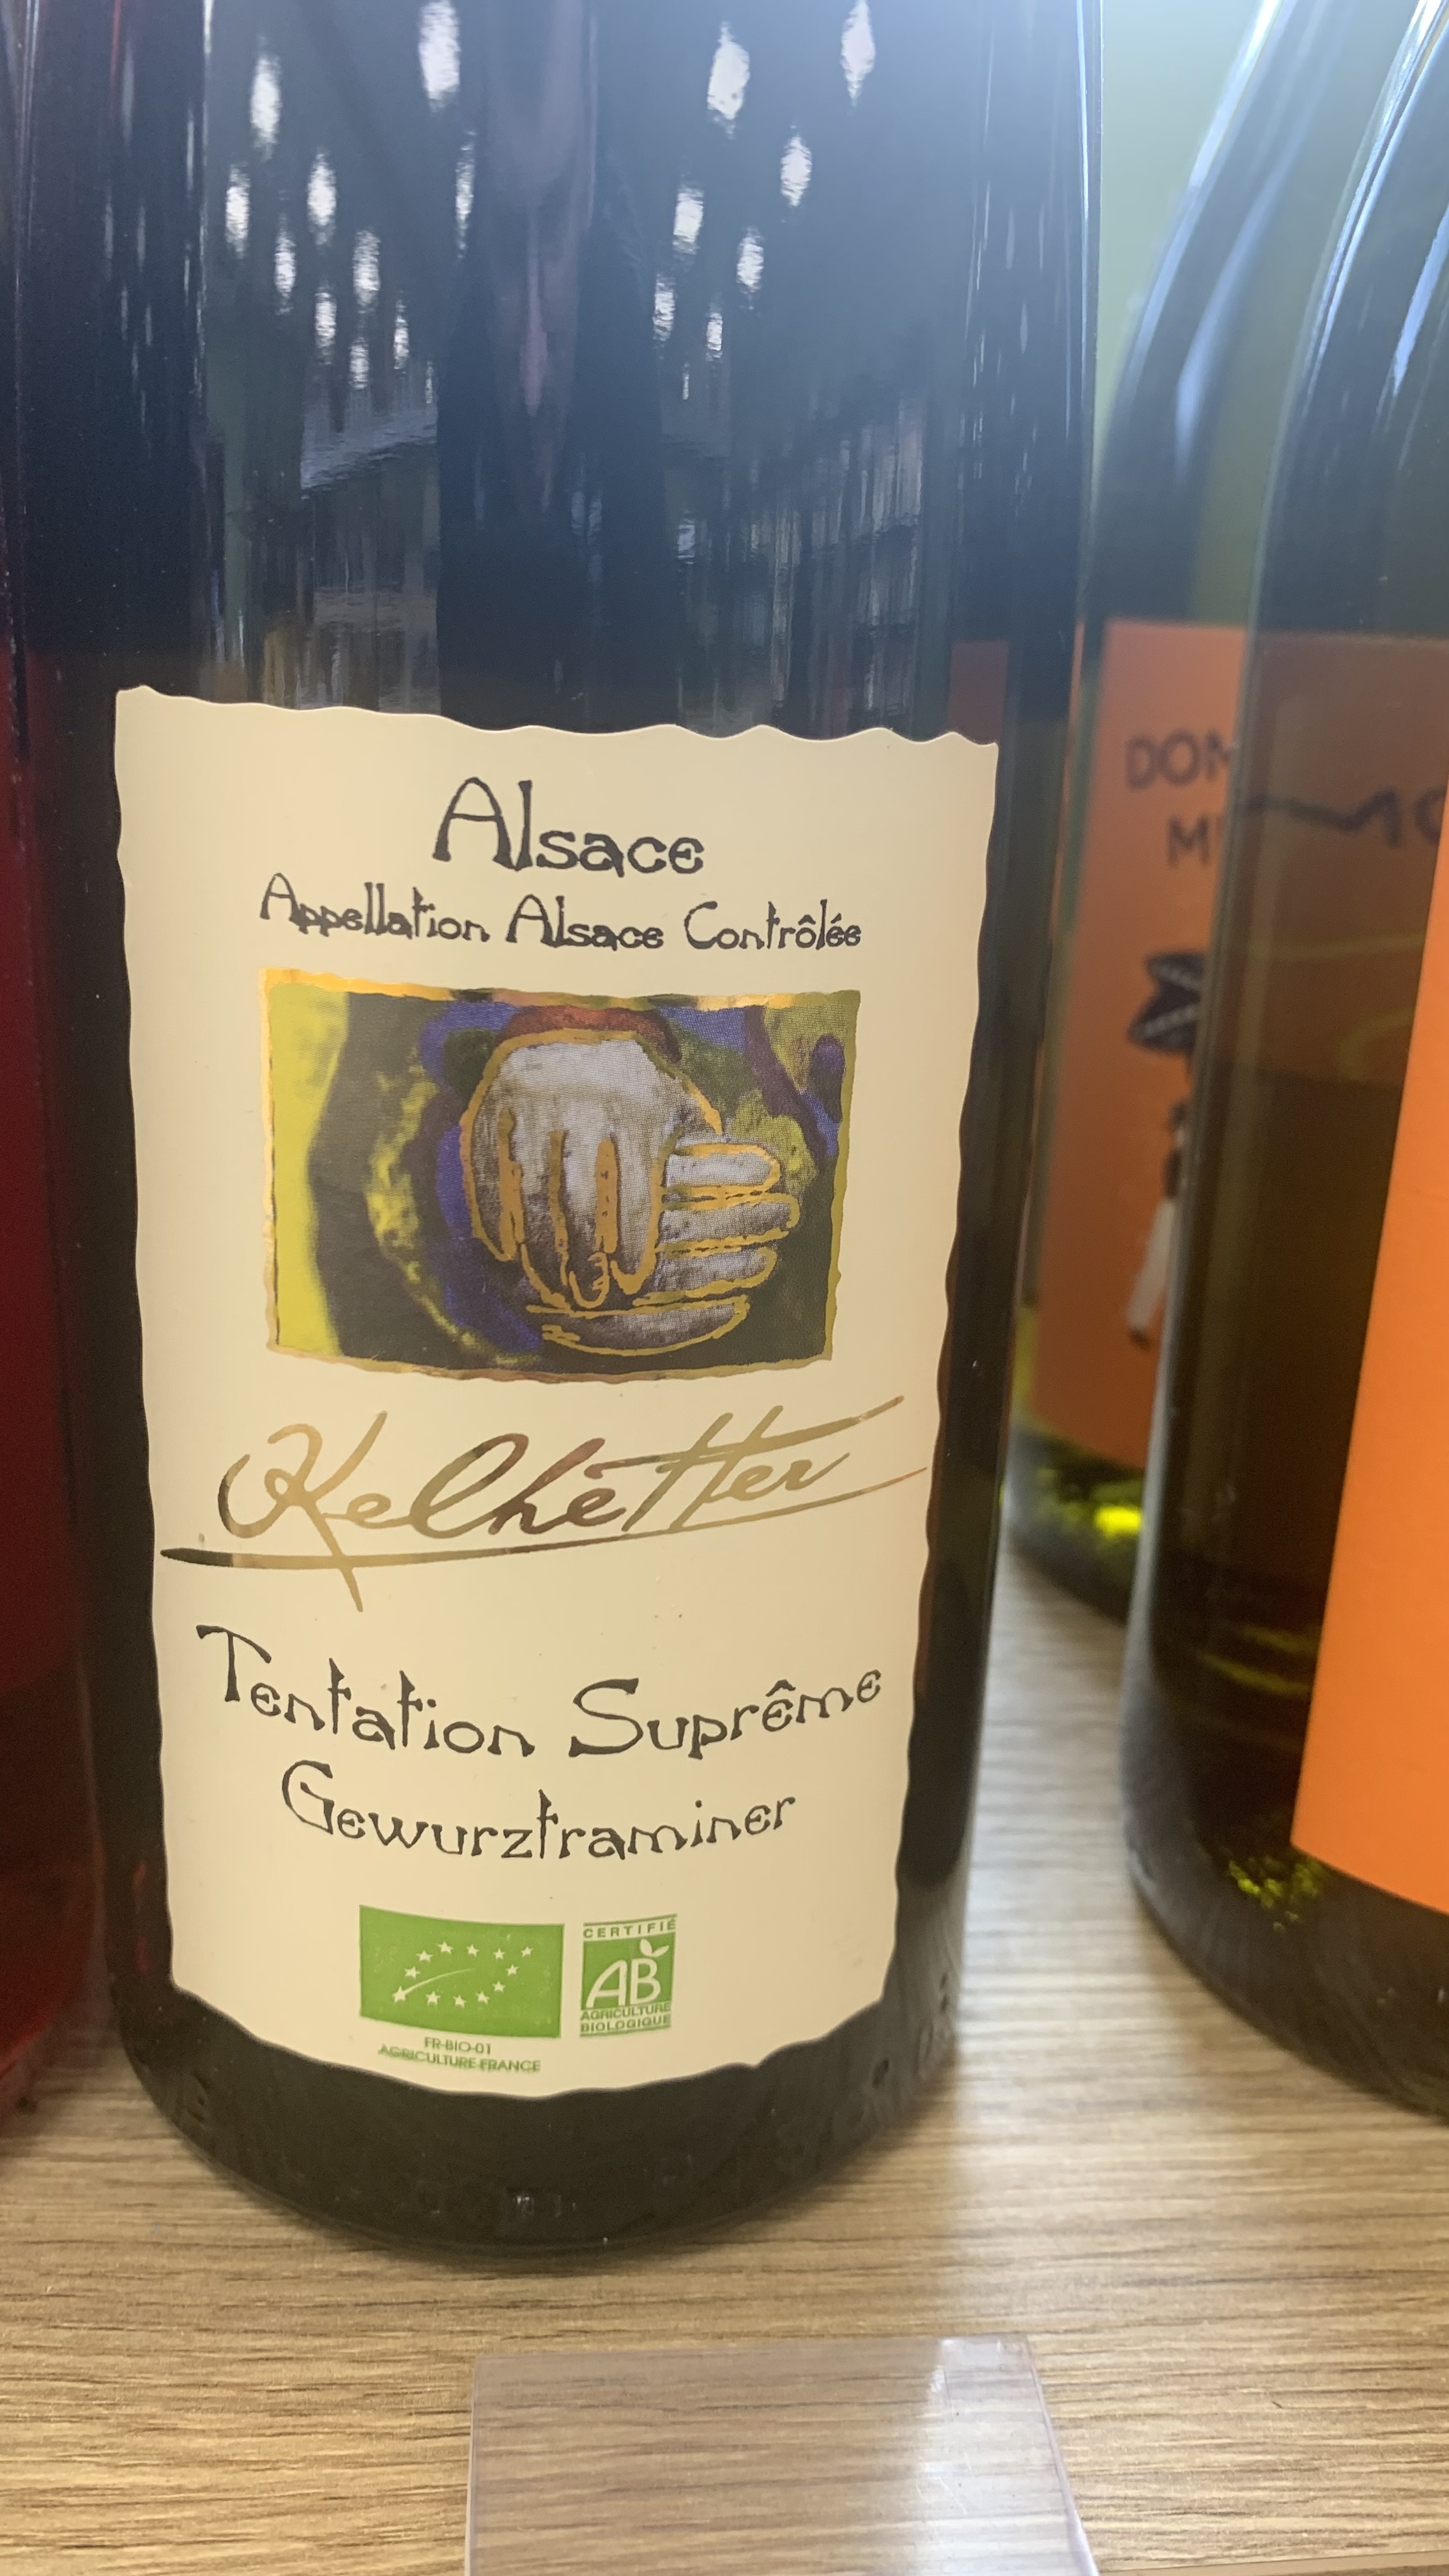 Alsace
Appellation Alsace Contrôlée
Kelhetter
Tentation Suprême
Gewurztraminer
CERTIFIÉ
AB
AGRICULTURE
BIOLOGIQUE
FR-BIO-01
AGRICULTURE FRANCE